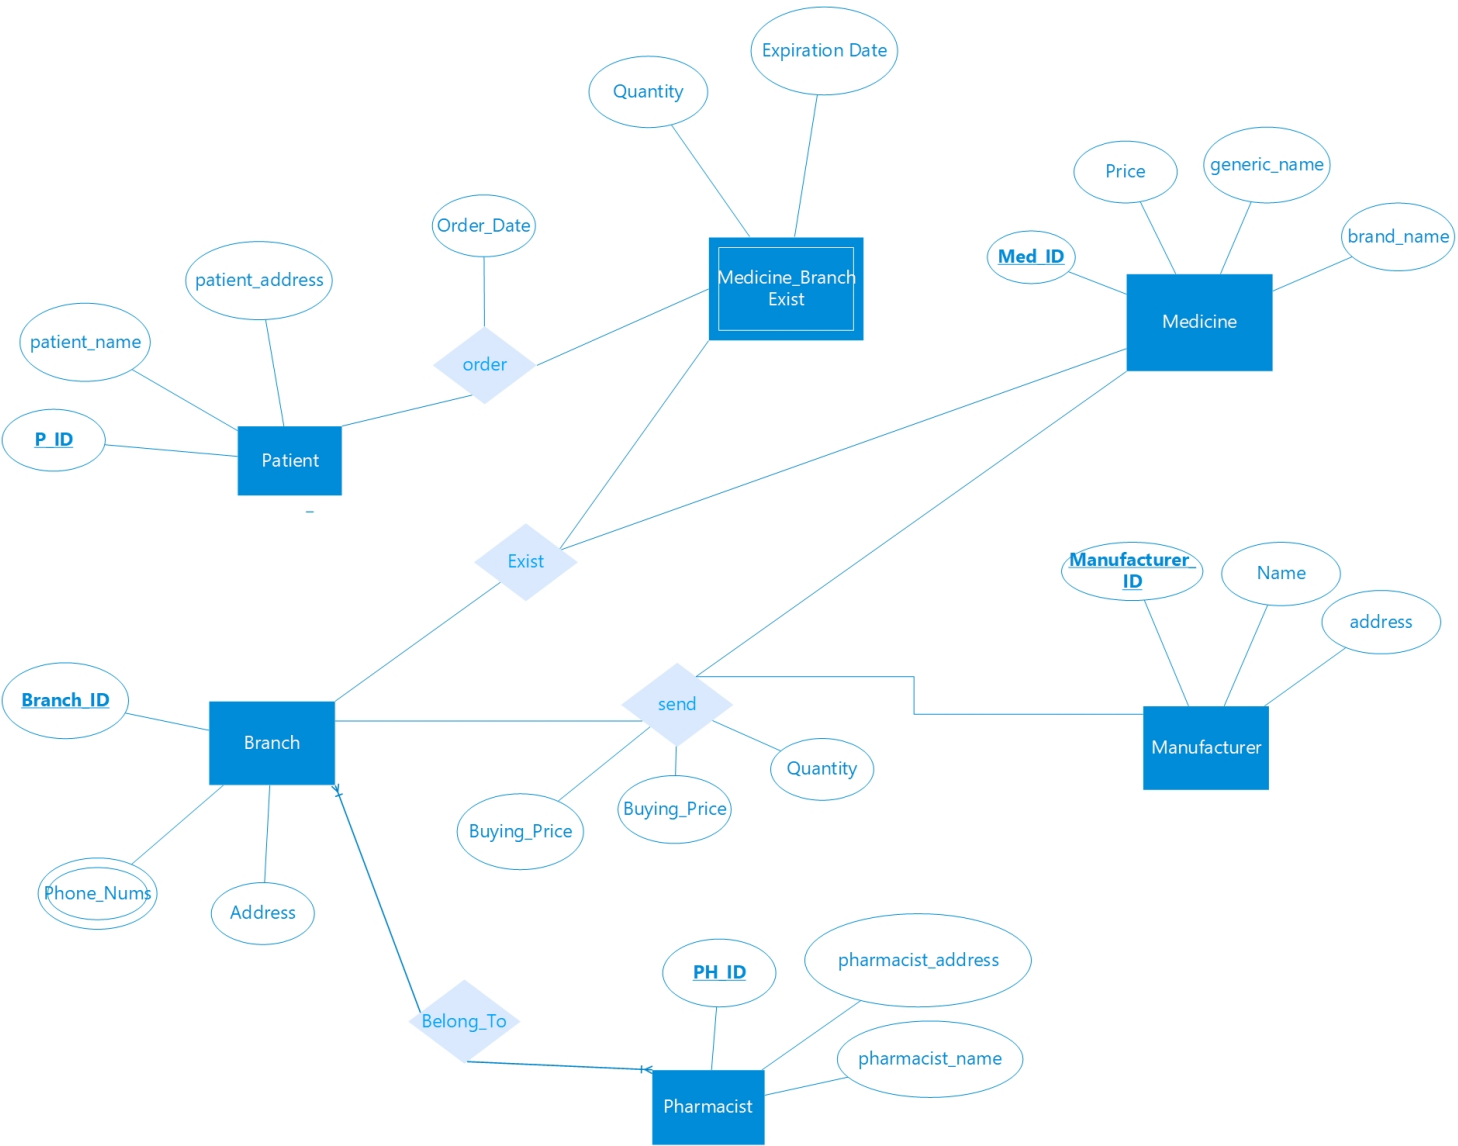 Expiration Date
Quantity
Price
generic_name
Order_Date
brand_name
Med_ID
patient_address
Medicine_Branch
Exist
Medicine
patient_name
order
P_ID
Patient
Exist
Manufacturer_
ID
Name
address
Branch_ID
send
Branch
Manufacturer
Quantity
Buying_Price
Buying_Price
Phone_Nums
Address
pharmacist_address
PH_ID
Belong_To
pharmacist_name
Pharmacist